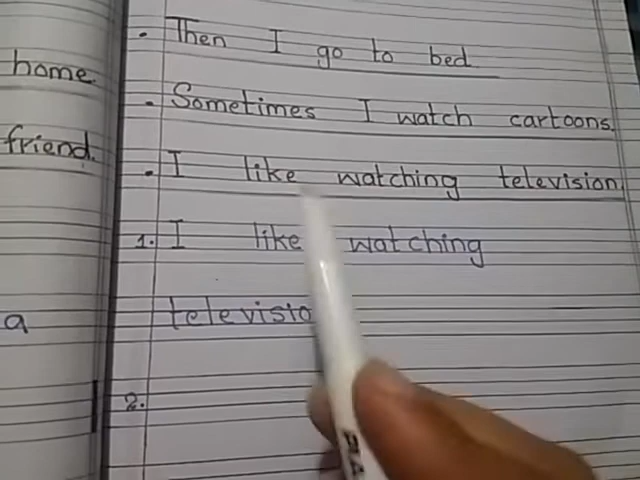 home.
friend.
a
. Then I go to bed
. Sometimes I watch cartoons.
. I like watching television.
1. I like watching
televisio
2.